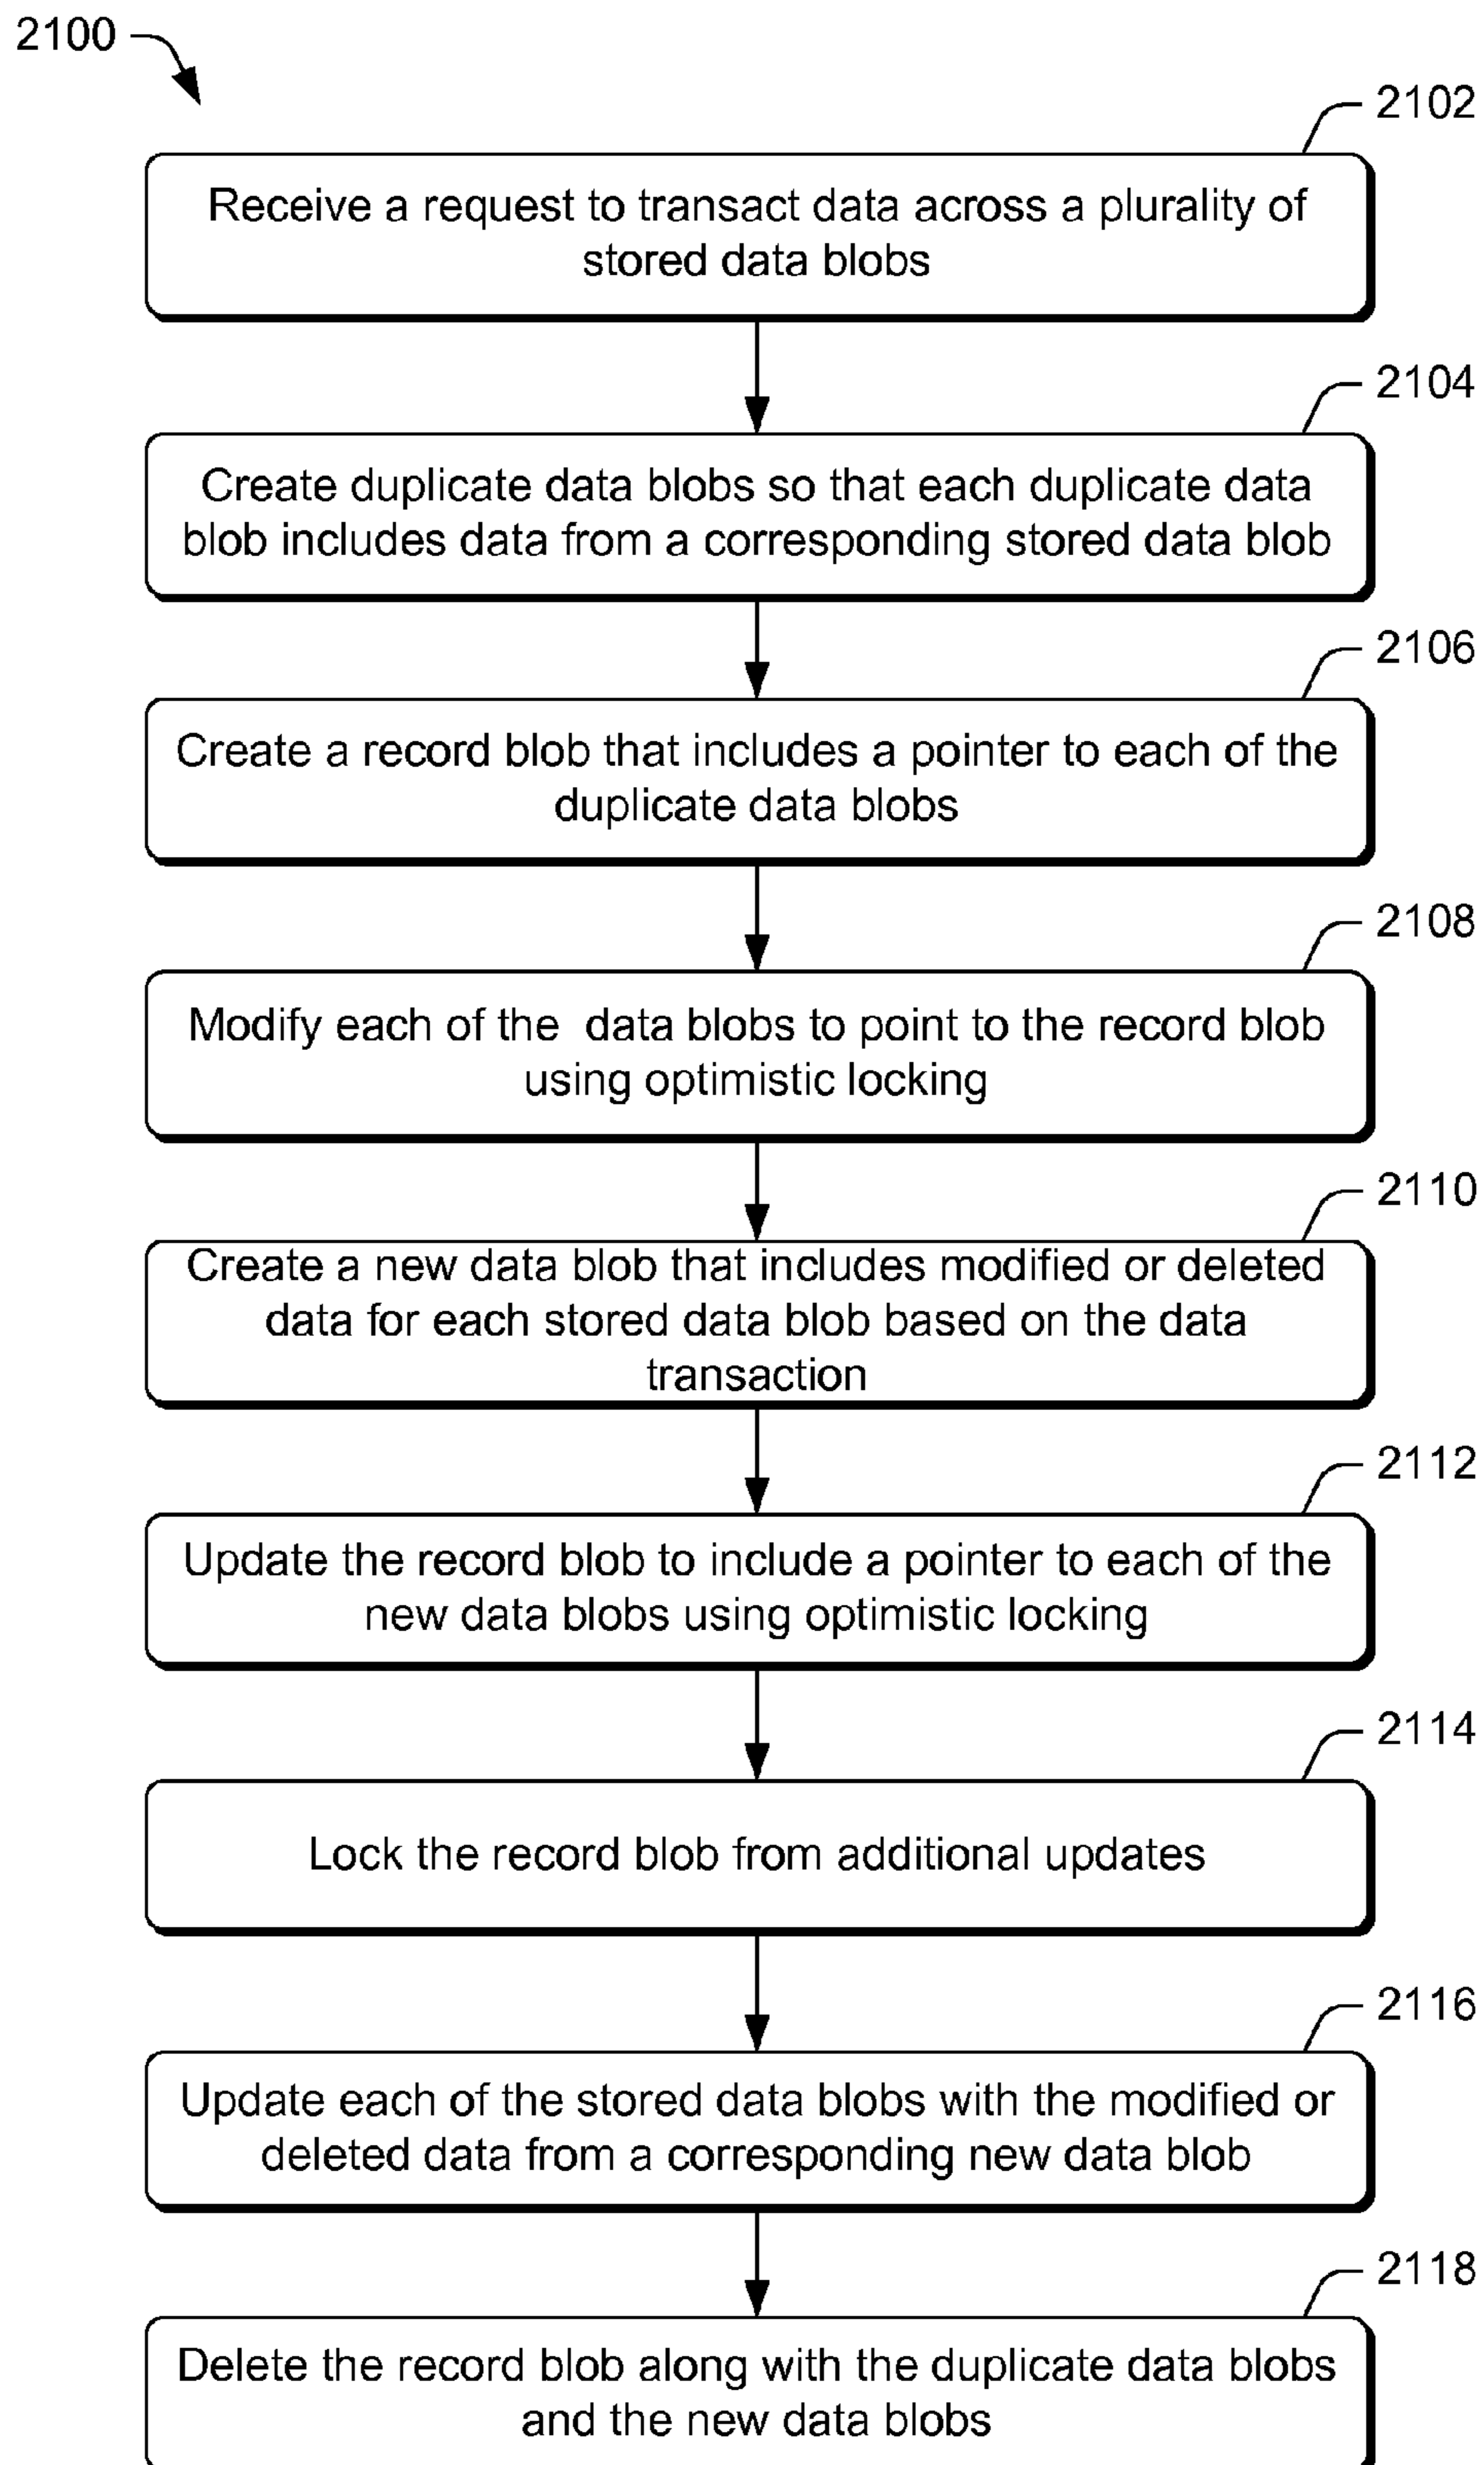 2100
2102
Receive a request to transact data across a plurality of
stored data blobs
2104
Create duplicate data blobs so that each duplicate data
blob includes data from a corresponding stored data blob
2106
Create a record blob that includes a pointer to each of the
duplicate data blobs
2108
Modify each of the  data blobs to point to the record blob
using optimistic locking
2110
Create a new data blob that includes modified or deleted
data for each stored data blob based on the data
transaction
2112
Update the record blob to include a pointer to each of the
new data blobs using optimistic locking
2114
Lock the record blob from additional updates
2116
Update each of the stored data blobs with the modified or
deleted data from a corresponding new data blob
2118
Delete the record blob along with the duplicate data blobs
and the new data blobs